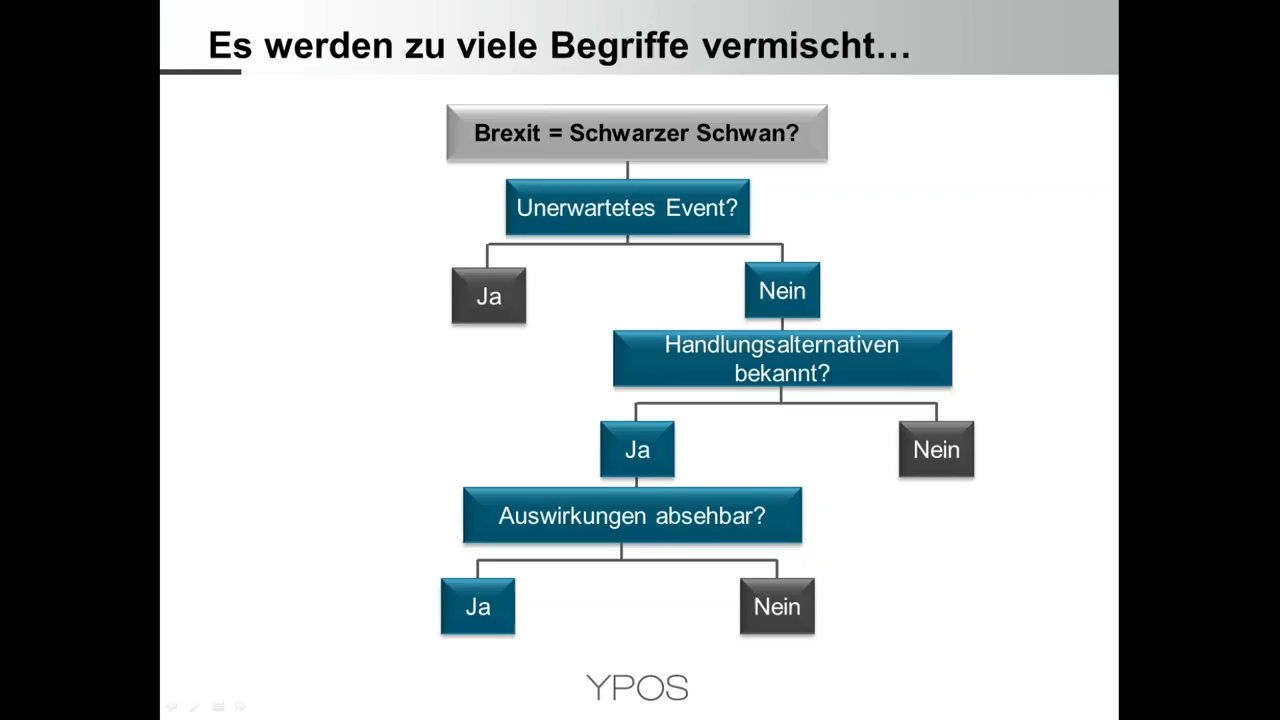 Es werden zu viele Begriffe vermischt…
Brexit = Schwarzer Schwan?
Unerwartetes Event?
Ja
Nein
Handlungsalternativen
bekannt?
Ja
Nein
Auswirkungen absehbar?
Ja
Nein
YPOS